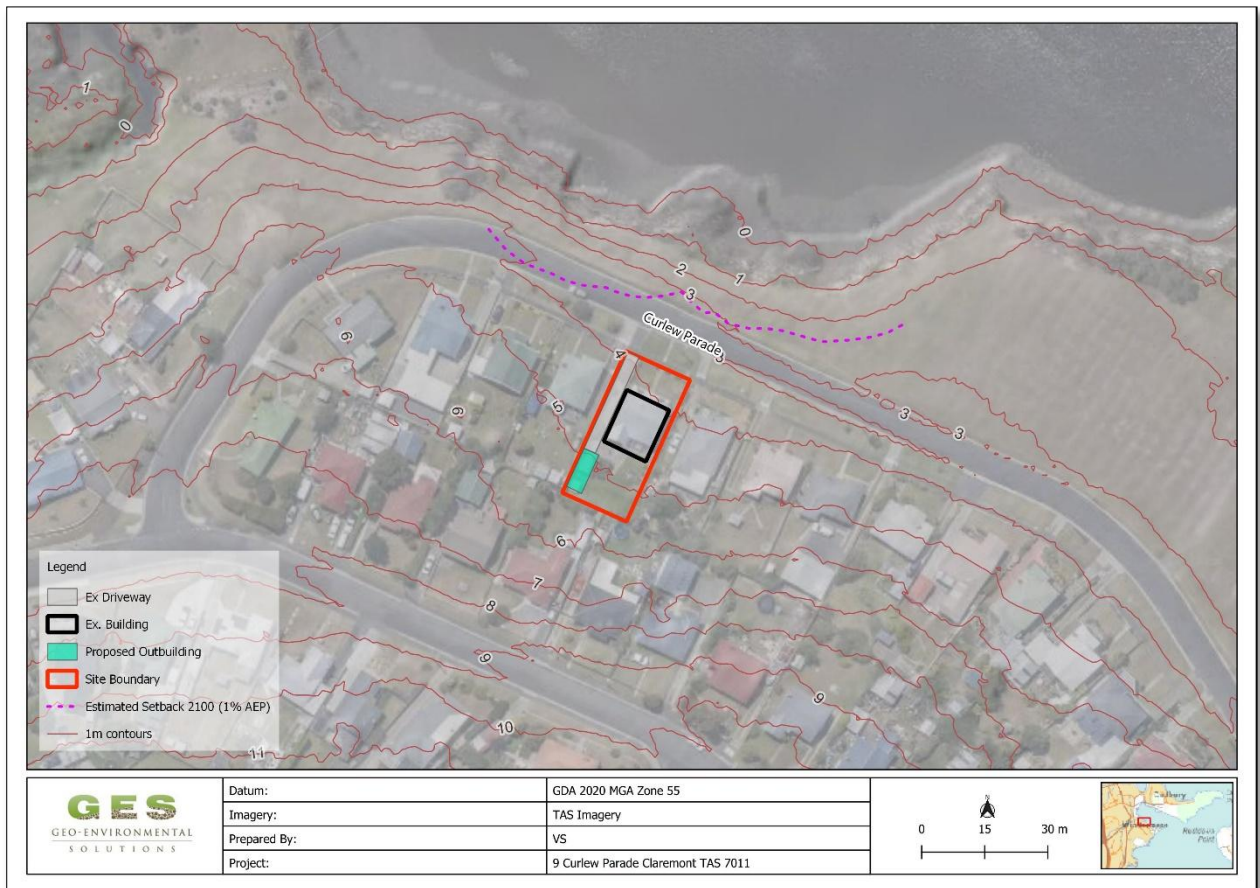 1
0
0
1
2
3
Curlew Parade
3
4
6
5
6
3
3
6
7
8
9
9
10
11
Legend
Ex Driveway
Ex. Building
Proposed Outbuilding
Site Boundary
Estimated Setback 2100 (1% AEP)
1m contours
GES
GEO-ENVIRONMENTAL
SOLUTIONS
Datum:
GDA 2020 MGA Zone 55
Imagery:
TAS Imagery
Prepared By:
VS
Project:
9 Curlew Parade Claremont TAS 7011
N
0 15 30 m
Point